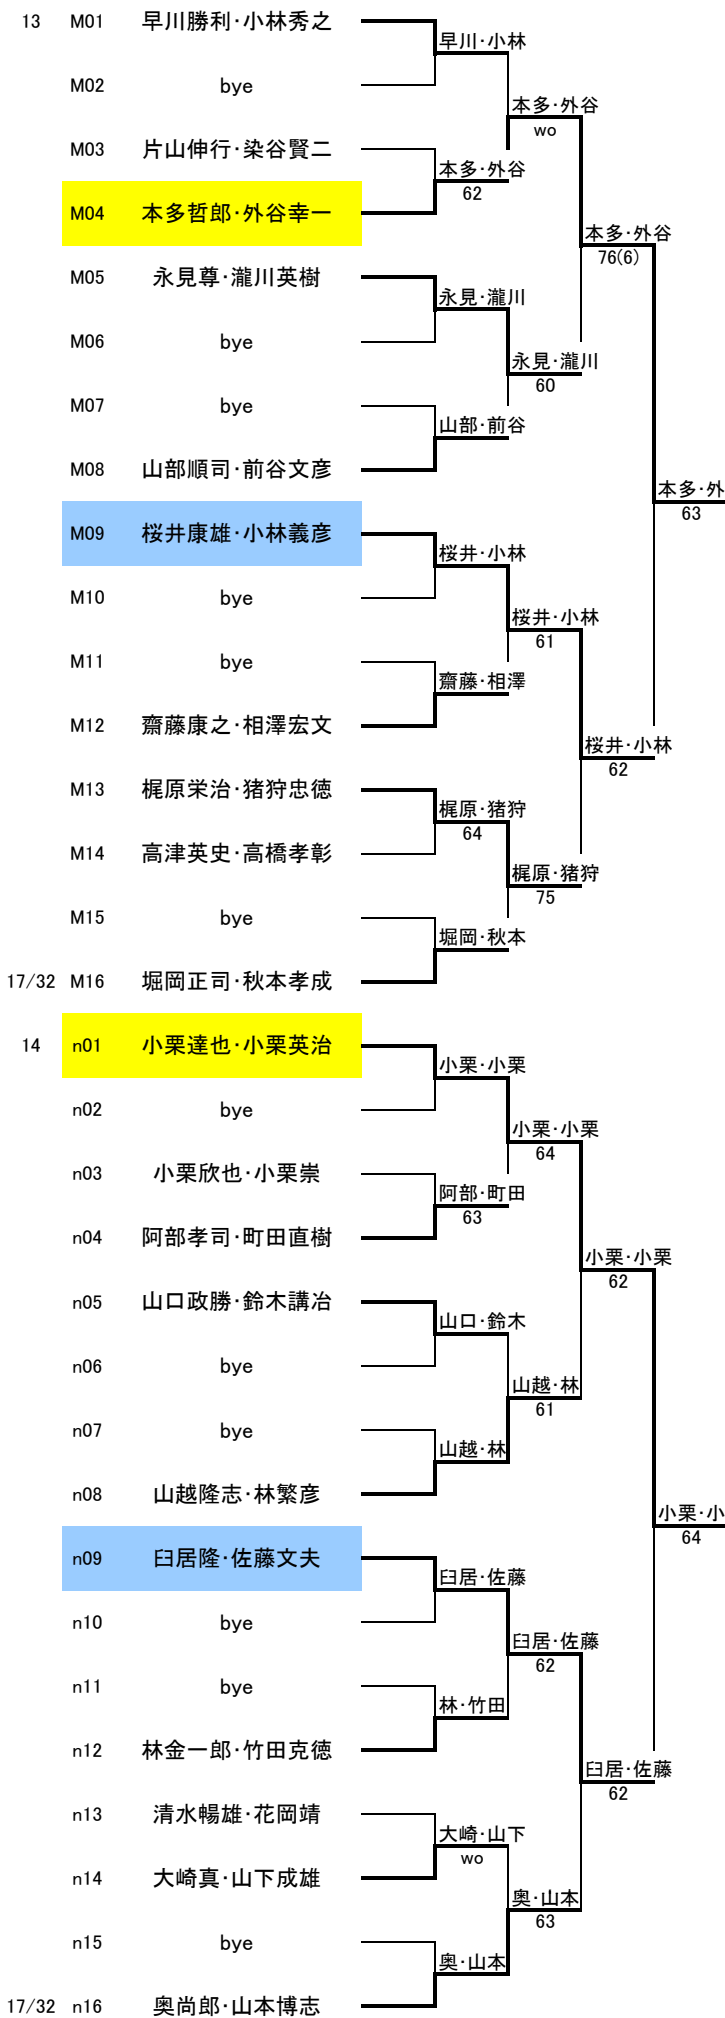 13 M01 早川勝利・小林秀之
早川・小林
M02 bye
本多・外谷
wo
M03 片山伸行・染谷賢二
本多・外谷
62
M04 本多哲郎・外谷幸一
本多・外谷
76(6)
M05 永見尊・瀧川英樹
永見・瀧川
M06 bye
永見・瀧川
60
M07 bye
山部・前谷
M08 山部順司・前谷文彦
本多・外
63
M09 桜井康雄・小林義彦
桜井・小林
M10 bye
桜井・小林
61
M11 bye
齋藤・相澤
M12 齋藤康之・相澤宏文
桜井・小林
62
M13 梶原栄治・猪狩忠徳
梶原・猪狩
64
M14 高津英史・高橋孝彰
梶原・猪狩
75
M15 bye
堀岡・秋本
17/32 M16 堀岡正司・秋本孝成
14 n01 小栗達也・小栗英治
小栗・小栗
n02 bye
小栗・小栗
64
n03 小栗欣也・小栗崇
阿部・町田
63
n04 阿部孝司・町田直樹
小栗・小栗
62
n05 山口政勝・鈴木講冶
山口・鈴木
n06 bye
山越・林
61
n07 bye
山越・林
n08 山越隆志・林繁彦
小栗・小
64
n09 臼居隆・佐藤文夫
臼居・佐藤
n10 bye
臼居・佐藤
62
n11 bye
林・竹田
n12 林金一郎・竹田克徳
臼居・佐藤
62
n13 清水暢雄・花岡靖
大崎・山下
wo
n14 大崎真・山下成雄
奥・山本
63
n15 bye
奥・山本
17/32 n16 奥尚郎・山本博志